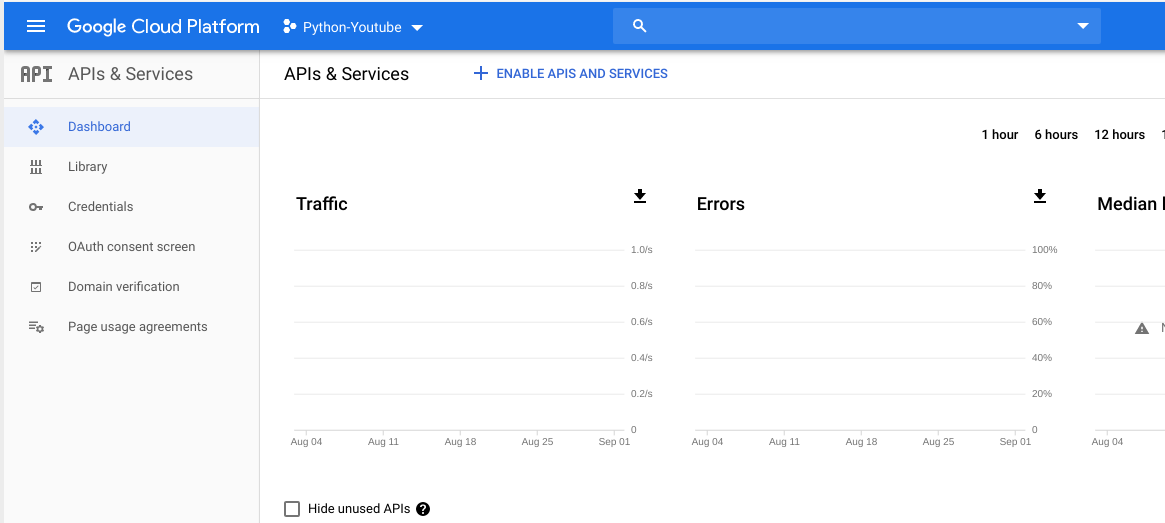 Google Cloud Platform Python-Youtube
API APIs & Services
APIs & Services + ENABLE APIS AND SERVICES
Dashboard
Library
Credentials
OAuth consent screen
Domain verification
Page usage agreements
1 hour 6 hours 12 hours 1
Traffic
1.0/s
0.8/s
0.6/s
0.4/s
0.2/s
0
Aug 04 Aug 11 Aug 18 Aug 25 Sep 01
Errors
100%
80%
60%
40%
20%
0
Aug 04 Aug 11 Aug 18 Aug 25 Sep 01
Median
Aug 04
Hide unused APIs ?